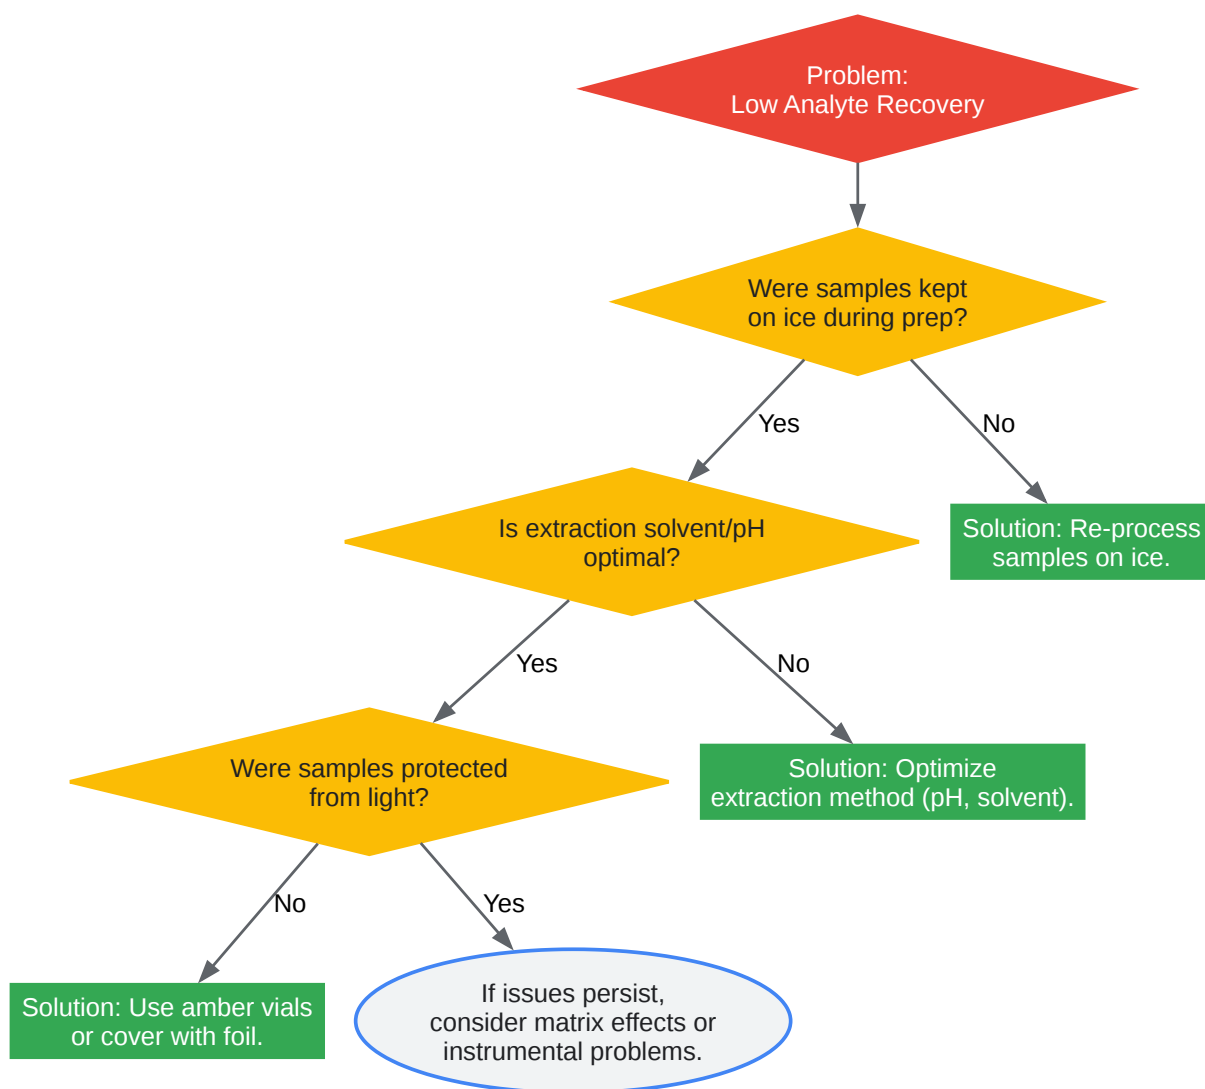 Problem:
Low Analyte Recovery
Were samples kept
on ice during prep?
Yes
No
Is extraction solvent/pH
optimal?
Solution: Re-process
samples on ice.
Yes
No
Were samples protected
from light?
Solution: Optimize
extraction method (pH, solvent).
No
Yes
Solution: Use amber vials
or cover with foil.
If issues persist,
consider matrix effects or
instrumental problems.